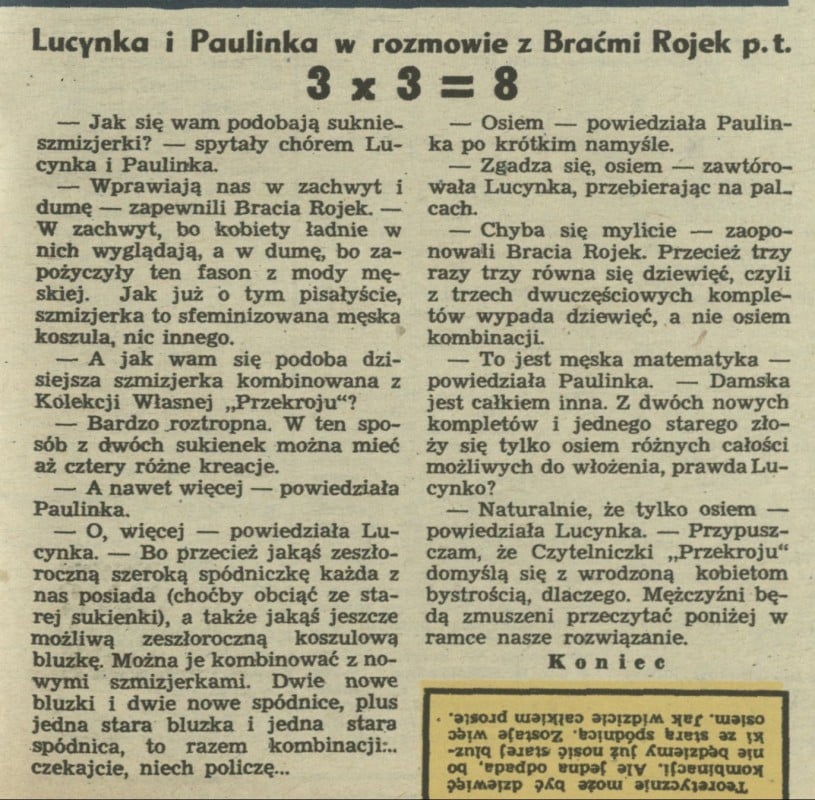 Lucynka i Paulinka w rozmowie z Braćmi Rojek p. t.
3 x 3 = 8
— Jak się wam podobają suknie-
szmizjerki? — spytały chórem Lu-
cynka i Paulinka.
— Wprawiają nas w zachwyt i
dumę — zapewnili Bracia Rojek. —
W zachwyt, bo kobiety ładnie w
nich wyglądają, a w dumę, bo za-
pożyczyły ten fason z mody mę-
skiej. Jak już o tym pisałyście,
szmizjerka to sfeminizowana męska
koszula, nic innego.
— A jak wam się podoba dzi-
siejsza szmizjerka kombinowana z
Kolekcji Własnej „Przekroju“?
— Bardzo roztropna. W ten spo-
sób z dwóch sukienek można mieć
aż cztery różne kreacje.
— A nawet więcej — powiedziała
Paulinka.
— O, więcej — powiedziała Lu-
cynka. — Bo przecież jakąś zeszło-
roczną szeroką spódniczkę każda z
nas posiada (choćby obciąć ze sta-
rej sukienki), a także jakąś jeszcze
możliwą zeszłoroczną koszulową
bluzkę. Można je kombinować z no-
wymi szmizjerkami. Dwie nowe
bluzki i dwie nowe spódnice, plus
jedna stara bluzka i jedna stara
spódnica, to razem kombinacji...
czekajcie, niech policzę...
— Osiem — powiedziała Paulin-
ka po krótkim namyśle.
— Zgadza się, osiem — zawtóro-
wała Lucynka, przebierając na pal-
cach.
— Chyba się mylicie — zaopo-
nowali Bracia Rojek. Przecież trzy
razy trzy równa się dziewięć, czyli
z trzech dwuczęściowych komple-
tów wypada dziewięć, a nie osiem
kombinacji.
— To jest męska matematyka —
powiedziała Paulinka. — Damska
jest całkiem inna. Z dwóch nowych
kompletów i jednego starego zło-
ży się tylko osiem różnych całości
możliwych do włożenia, prawda Lu-
cynko?
— Naturalnie, że tylko osiem —
powiedziała Lucynka. — Przypusz-
czam, że Czytelniczki „Przekroju“
domyślą się z wrodzoną kobietom
bystrością, dlaczego. Mężczyźni bę-
dą zmuszeni przeczytać poniżej w
ramce nasze rozwiązanie.
Koniec
Teoretycznie może być dziewięć
kombinacji. Ale jedna odpada, bo
nie będziemy już nosić starej bluz-
ki ze starą spódnicą. Zostaje więc
osiem. Jak widzicie całkiem proste.